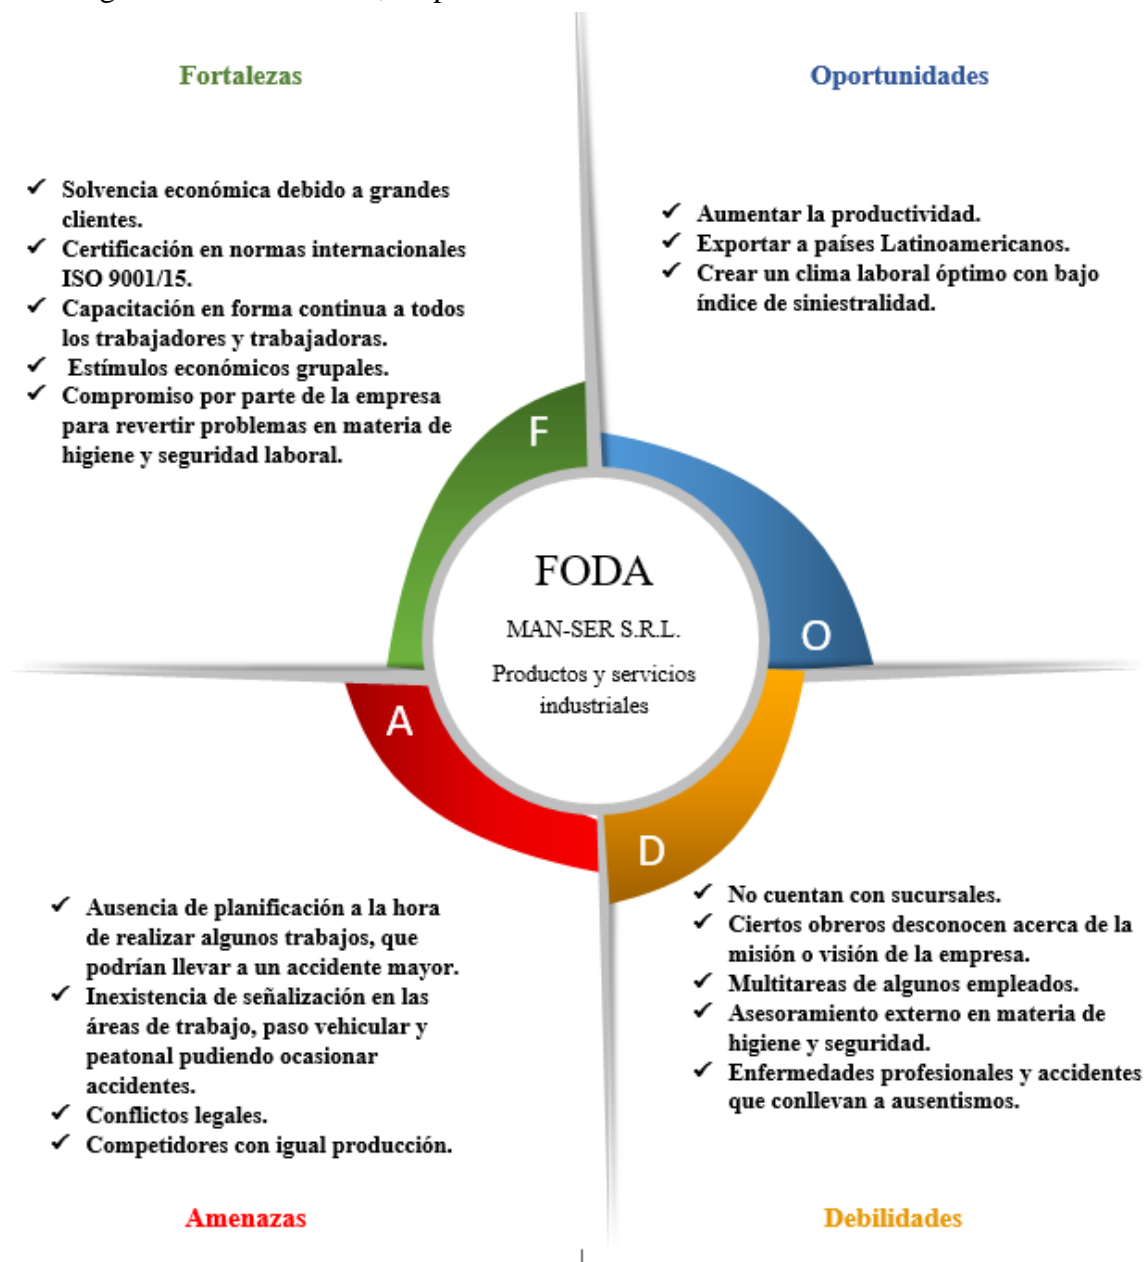 Fortalezas
✓ Solvencia económica debido a grandes
clientes.
✓ Certificación en normas internacionales
ISO 9001/15.
✓ Capacitación en forma continua a todos
los trabajadores y trabajadoras.
✓ Estímulos económicos grupales.
✓ Compromiso por parte de la empresa
para revertir problemas en materia de
higiene y seguridad laboral.
Oportunidades
✓ Aumentar la productividad.
✓ Exportar a países Latinoamericanos.
✓ Crear un clima laboral óptimo con bajo
índice de siniestralidad.
F
O
FODA
MAN-SER S.R.L.
Productos y servicios
industriales
A
D
✓ Ausencia de planificación a la hora
de realizar algunos trabajos, que
podrían llevar a un accidente mayor.
✓ Inexistencia de señalización en las
áreas de trabajo, paso vehicular y
peatonal pudiendo ocasionar
accidentes.
✓ Conflictos legales.
✓ Competidores con igual producción.
Amenazas
✓ No cuentan con sucursales.
✓ Ciertos obreros desconocen acerca de la
misión o visión de la empresa.
✓ Multitareas de algunos empleados.
✓ Asesoramiento externo en materia de
higiene y seguridad.
✓ Enfermedades profesionales y accidentes
que conllevan a ausentismos.
Debilidades